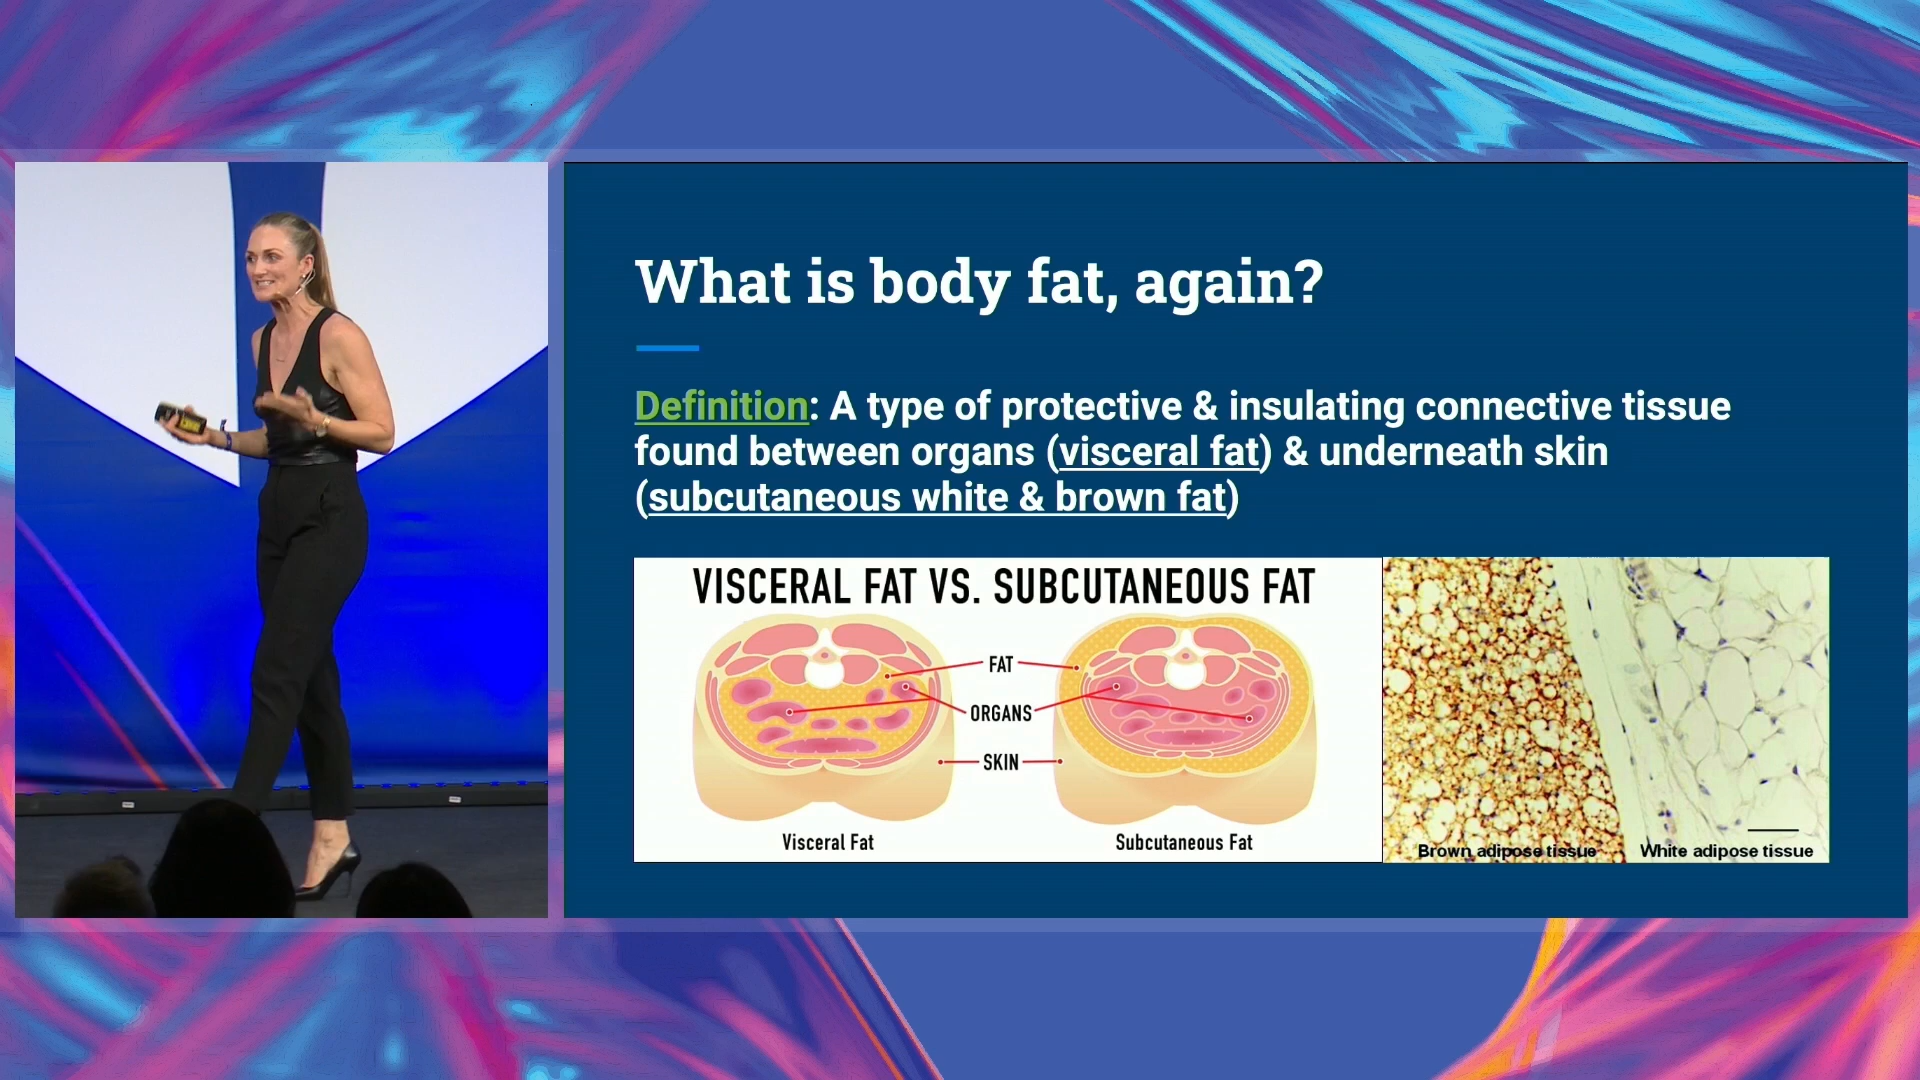 What is body fat, again?
Definition: A type of protective & insulating connective tissue
found between organs (visceral fat) & underneath skin
(subcutaneous white & brown fat)
VISCERAL FAT VS. SUBCUTANEOUS FAT
FAT
ORGANS
SKIN
Visceral Fat
Subcutaneous Fat
Brown adipose tissue
White adipose tissue